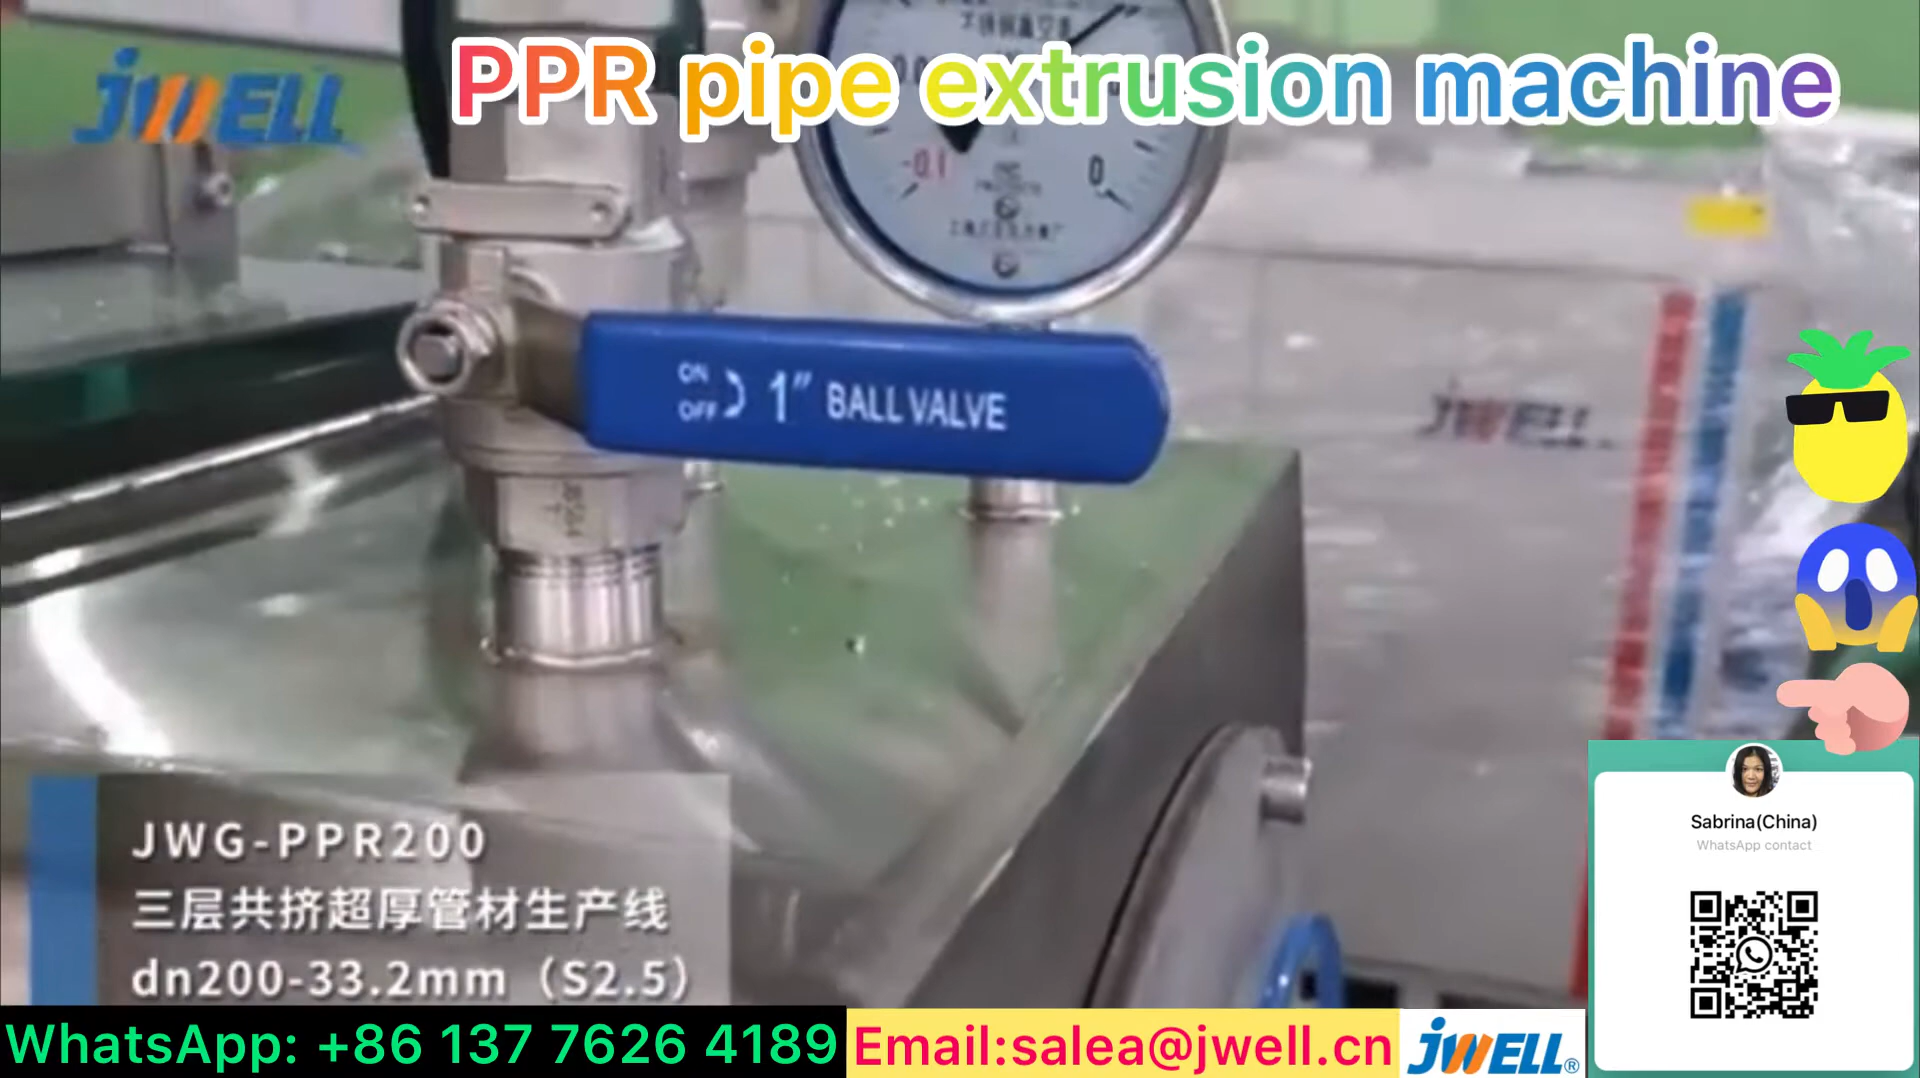 JWELL
PPR pipe extrusion machine
-0.1
0
ON
OFF
1″ BALL VALVE
JWELL
JWG-PPR200
三层共挤超厚管材生产线
dn200-33.2mm（S2.5）
Sabrina(China)
WhatsApp contact
WhatsApp: +86 137 7626 4189
Email:salea@jwell.cn
JWELL®